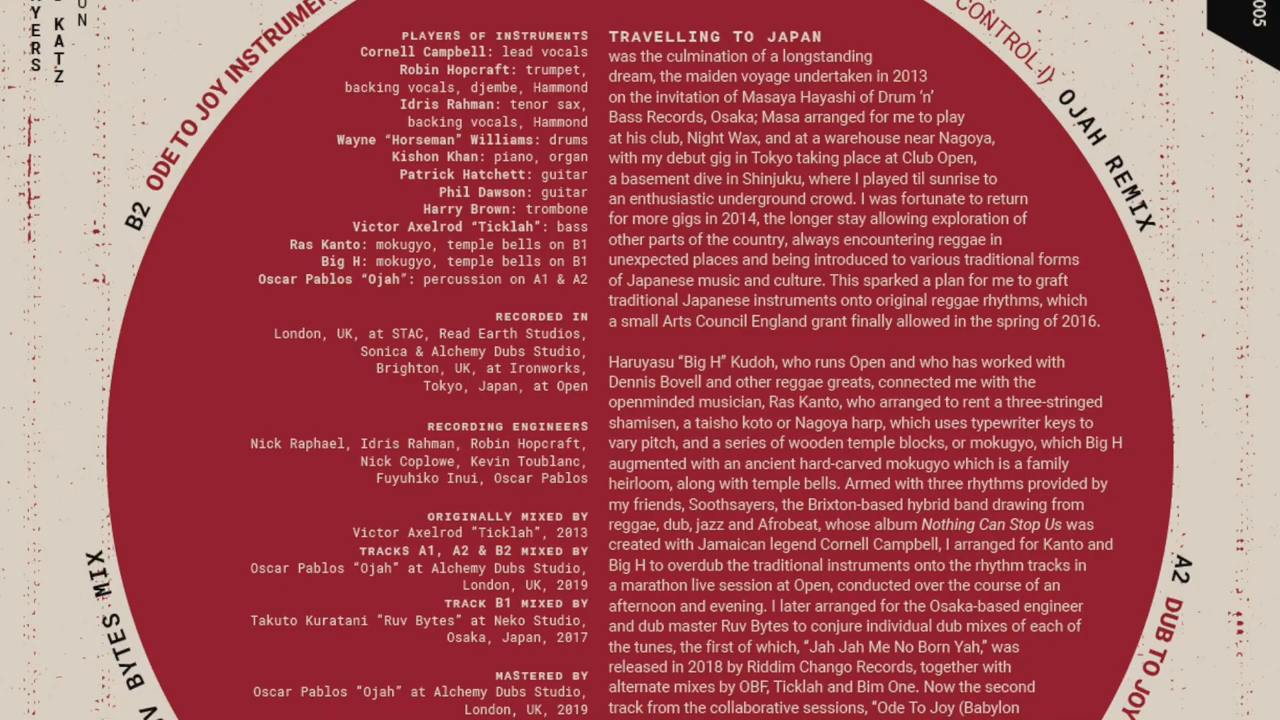 YERS
KATZ
UN
005
B2 ODE TO JOY INSTRUMEN
CONTROL I) OJAH REMIX
PLAYERS OF INSTRUMENTS
Cornell Campbell: lead vocals
Robin Hopcraft: trumpet,
backing vocals, djembe, Hammond
Idris Rahman: tenor sax,
backing vocals, Hammond
Wayne “Horseman” Williams: drums
Kishon Khan: piano, organ
Patrick Hatchett: guitar
Phil Dawson: guitar
Harry Brown: trombone
Victor Axelrod “Ticklah”: bass
Ras Kanto: mokugyo, temple bells on B1
Big H: mokugyo, temple bells on B1
Oscar Pablos “Ojah”: percussion on A1 & A2
RECORDED IN
London, UK, at STAC, Read Earth Studios,
Sonica & Alchemy Dubs Studio,
Brighton, UK, at Ironworks,
Tokyo, Japan, at Open
RECORDING ENGINEERS
Nick Raphael, Idris Rahman, Robin Hopcraft,
Nick Coplowe, Kevin Toublanc,
Fuyuhiko Inui, Oscar Pablos
ORIGINALLY MIXED BY
Victor Axelrod “Ticklah”, 2013
TRACKS A1, A2 & B2 MIXED BY
Oscar Pablos “Ojah” at Alchemy Dubs Studio,
London, UK, 2019
TRACK B1 MIXED BY
Takuto Kuratani “Ruv Bytes” at Neko Studio,
Osaka, Japan, 2017
MASTERED BY
Oscar Pablos “Ojah” at Alchemy Dubs Studio,
London, UK, 2019
TRAVELLING TO JAPAN
was the culmination of a longstanding
dream, the maiden voyage undertaken in 2013
on the invitation of Masaya Hayashi of Drum ‘n’
Bass Records, Osaka; Masa arranged for me to play
at his club, Night Wax, and at a warehouse near Nagoya,
with my debut gig in Tokyo taking place at Club Open,
a basement dive in Shinjuku, where I played til sunrise to
an enthusiastic underground crowd. I was fortunate to return
for more gigs in 2014, the longer stay allowing exploration of
other parts of the country, always encountering reggae in
unexpected places and being introduced to various traditional forms
of Japanese music and culture. This sparked a plan for me to graft
traditional Japanese instruments onto original reggae rhythms, which
a small Arts Council England grant finally allowed in the spring of 2016.
Haruyasu “Big H” Kudoh, who runs Open and who has worked with
Dennis Bovell and other reggae greats, connected me with the
openminded musician, Ras Kanto, who arranged to rent a three-stringed
shamisen, a taisho koto or Nagoya harp, which uses typewriter keys to
vary pitch, and a series of wooden temple blocks, or mokugyo, which Big H
augmented with an ancient hard-carved mokugyo which is a family
heirloom, along with temple bells. Armed with three rhythms provided by
my friends, Soothsayers, the Brixton-based hybrid band drawing from
reggae, dub, jazz and Afrobeat, whose album Nothing Can Stop Us was
created with Jamaican legend Cornell Campbell, I arranged for Kanto and
Big H to overdub the traditional instruments onto the rhythm tracks in
a marathon live session at Open, conducted over the course of an
afternoon and evening. I later arranged for the Osaka-based engineer
and dub master Ruv Bytes to conjure individual dub mixes of each of
the tunes, the first of which, “Jah Jah Me No Born Yah,” was
released in 2018 by Riddim Chango Records, together with
alternate mixes by OBF, Ticklah and Bim One. Now the second
track from the collaborative sessions, “Ode To Joy (Babylon
V BYTES MIX
A2 DUB TO JOY